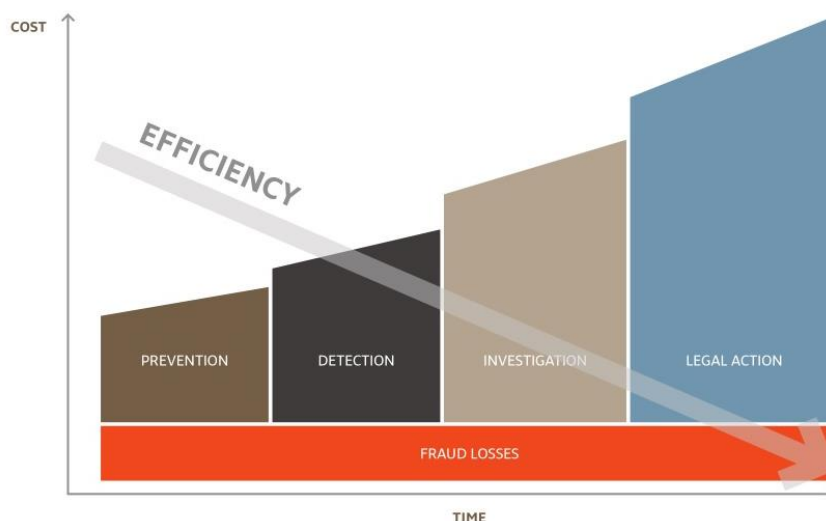 COST
EFFICIENCY
PREVENTION
DETECTION
INVESTIGATION
LEGAL ACTION
FRAUD LOSSES
TIME